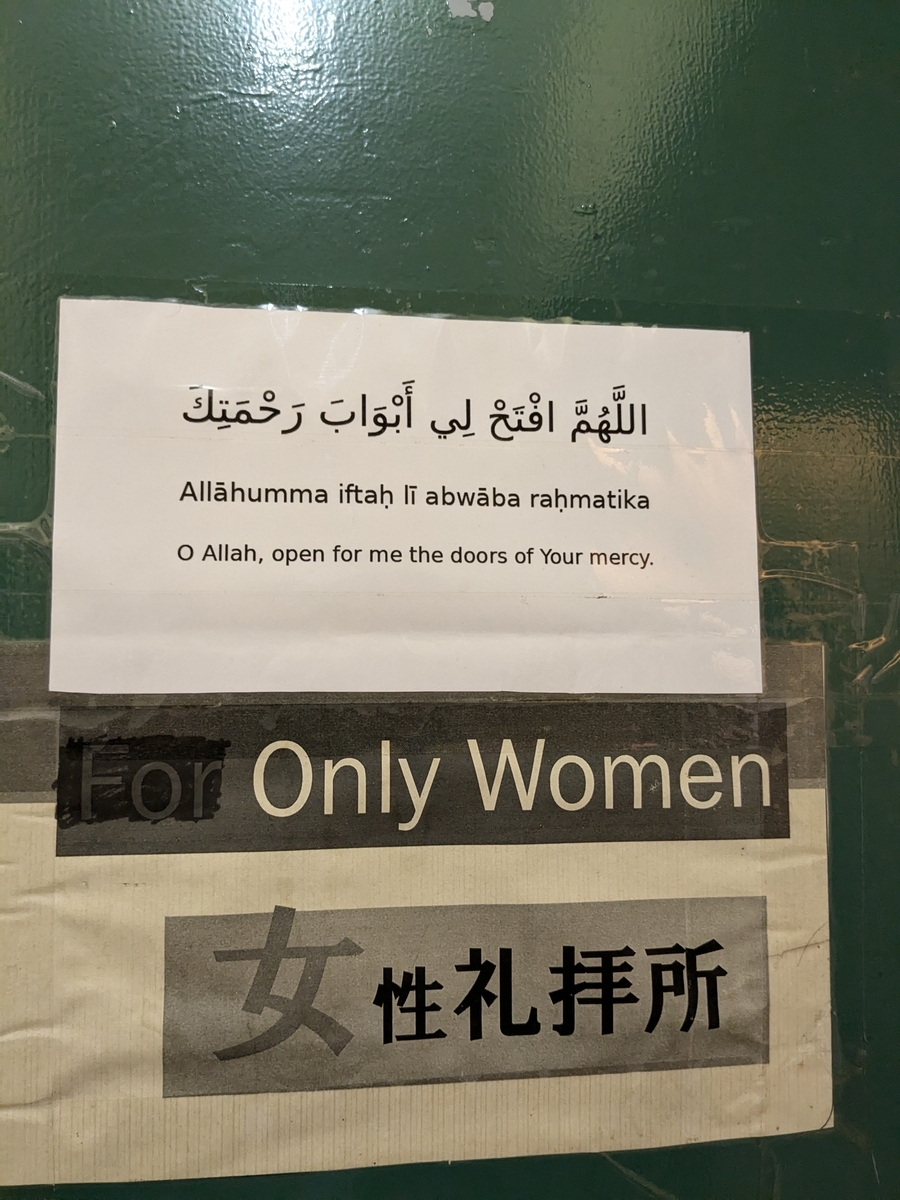 اللَّهُمَّ افْتَحْ لِي أَبْوَابَ رَحْمَتِكَ
Allāhumma iftaḥ lī abwāba raḥmatika
O Allah, open for me the doors of Your mercy.
For Only Women
女性礼拝所